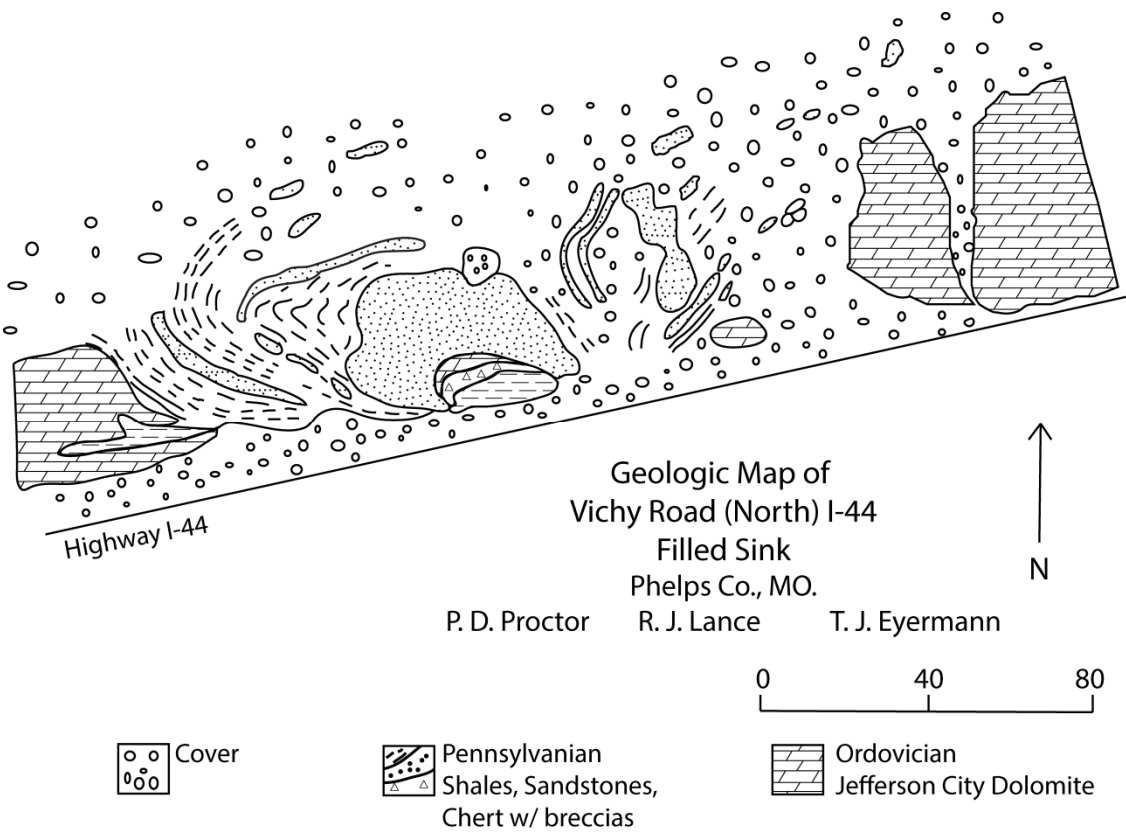 Highway I-44
Geologic Map of
Vichy Road (North) I-44
Filled Sink
Phelps Co., MO.
P. D. Proctor R. J. Lance T. J. Eyermann
N
0 40 80
Cover
Pennsylvanian
Shales, Sandstones,
Chert w/ breccias
Ordovician
Jefferson City Dolomite